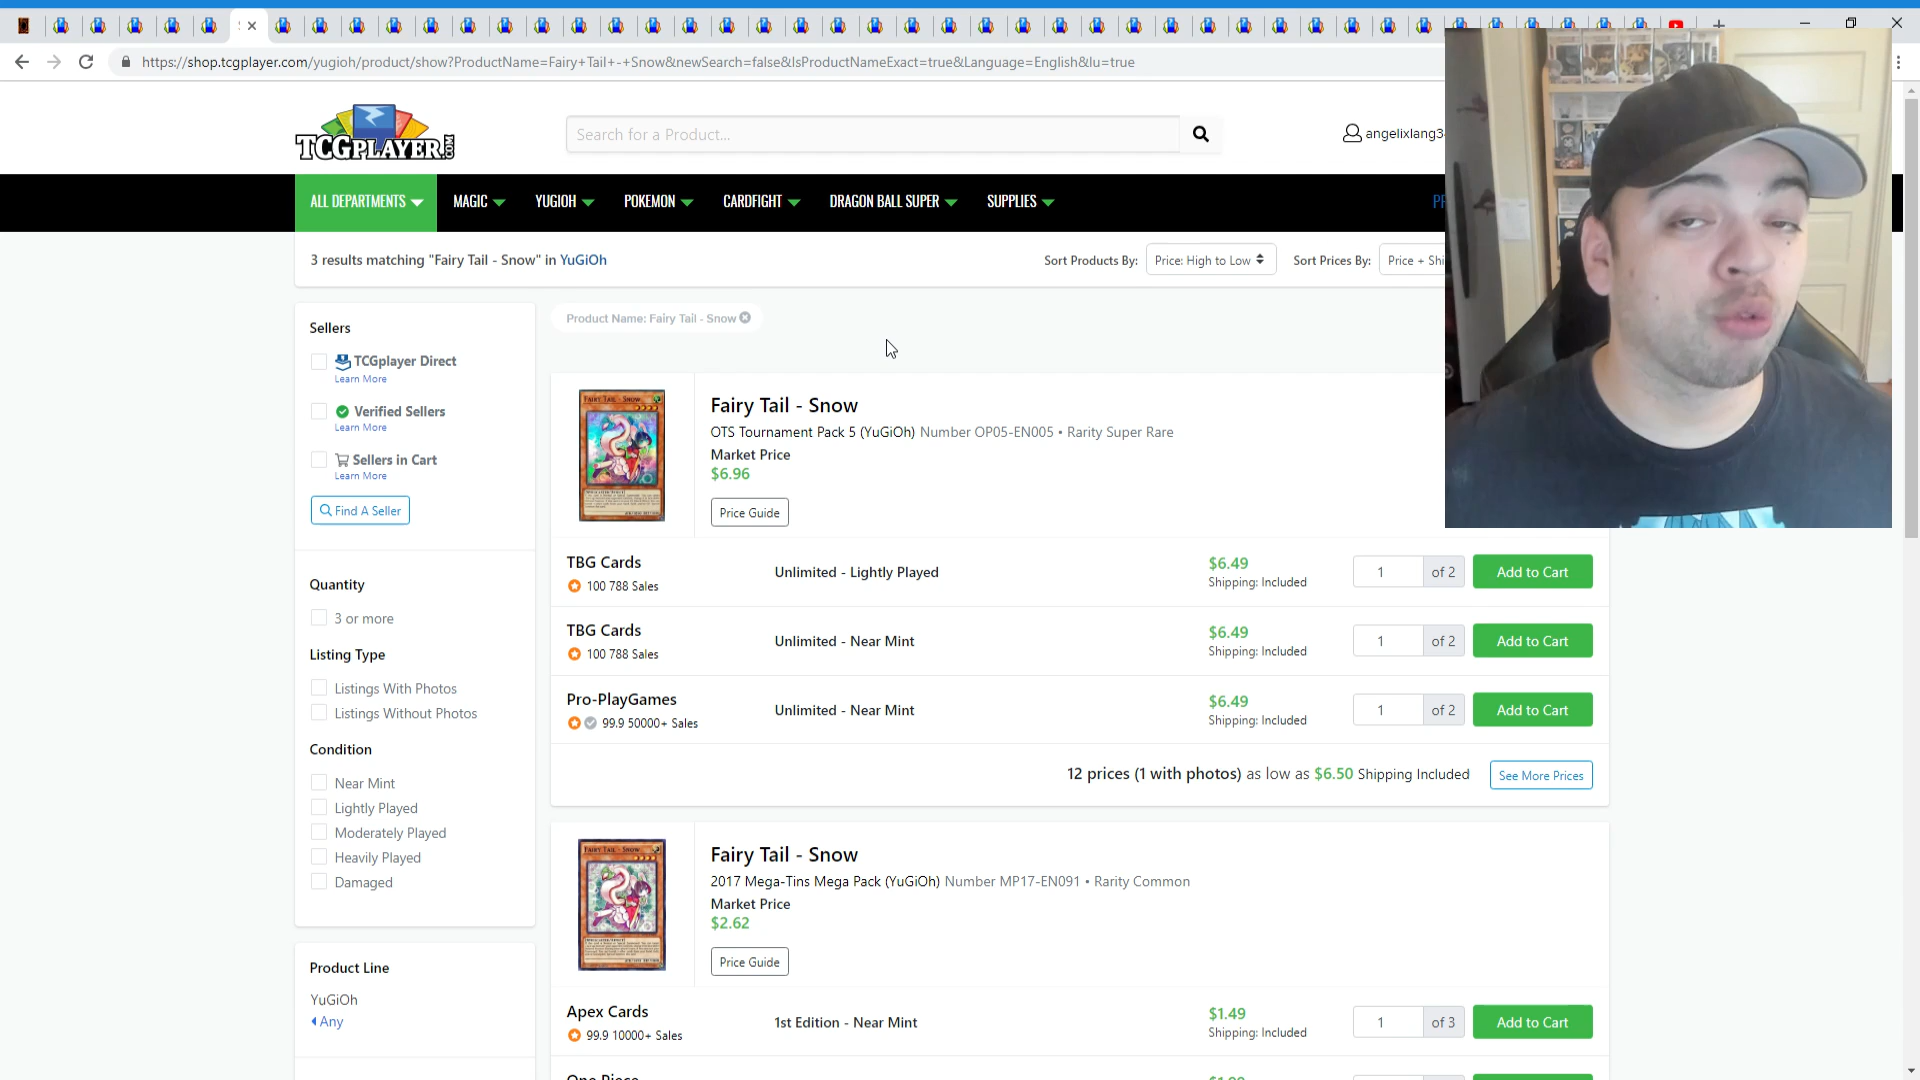 https://shop.tcgplayer.com/yugioh/product/show?ProductName=Fairy+Tail+-+Snow&newSearch=false&IsProductNameExact=true&Language=English&lu=true
TCGPLAYER.COM
Search for a Product...
ALL DEPARTMENTS
MAGIC
YUGIOH
POKEMON
CARDFIGHT
DRAGON BALL SUPER
SUPPLIES
3 results matching "Fairy Tail - Snow" in YuGiOh
Sort Products By:
Price: High to Low
Sort Prices By:
Sellers
TCGplayer Direct
Learn More
Verified Sellers
Learn More
Sellers in Cart
Learn More
Find A Seller
Quantity
3 or more
Listing Type
Listings With Photos
Listings Without Photos
Condition
Near Mint
Lightly Played
Moderately Played
Heavily Played
Damaged
Product Line
YuGiOh
Any
Product Name: Fairy Tail - Snow
FAIRY TAIL - SNOW
Fairy Tail - Snow
OTS Tournament Pack 5 (YuGiOh) Number OP05-EN005 • Rarity Super Rare
Market Price
$6.96
Price Guide
TBG Cards
100 788 Sales
Unlimited - Lightly Played
$6.49
Shipping: Included
1 of 2
Add to Cart
TBG Cards
100 788 Sales
Unlimited - Near Mint
$6.49
Shipping: Included
1 of 2
Add to Cart
Pro-PlayGames
99.9 50000+ Sales
Unlimited - Near Mint
$6.49
Shipping: Included
1 of 2
Add to Cart
12 prices (1 with photos) as low as $6.50 Shipping Included
See More Prices
FAIRY TAIL - SNOW
Fairy Tail - Snow
2017 Mega-Tins Mega Pack (YuGiOh) Number MP17-EN091 • Rarity Common
Market Price
$2.62
Price Guide
Apex Cards
99.9 10000+ Sales
1st Edition - Near Mint
$1.49
Shipping: Included
1 of 3
Add to Cart